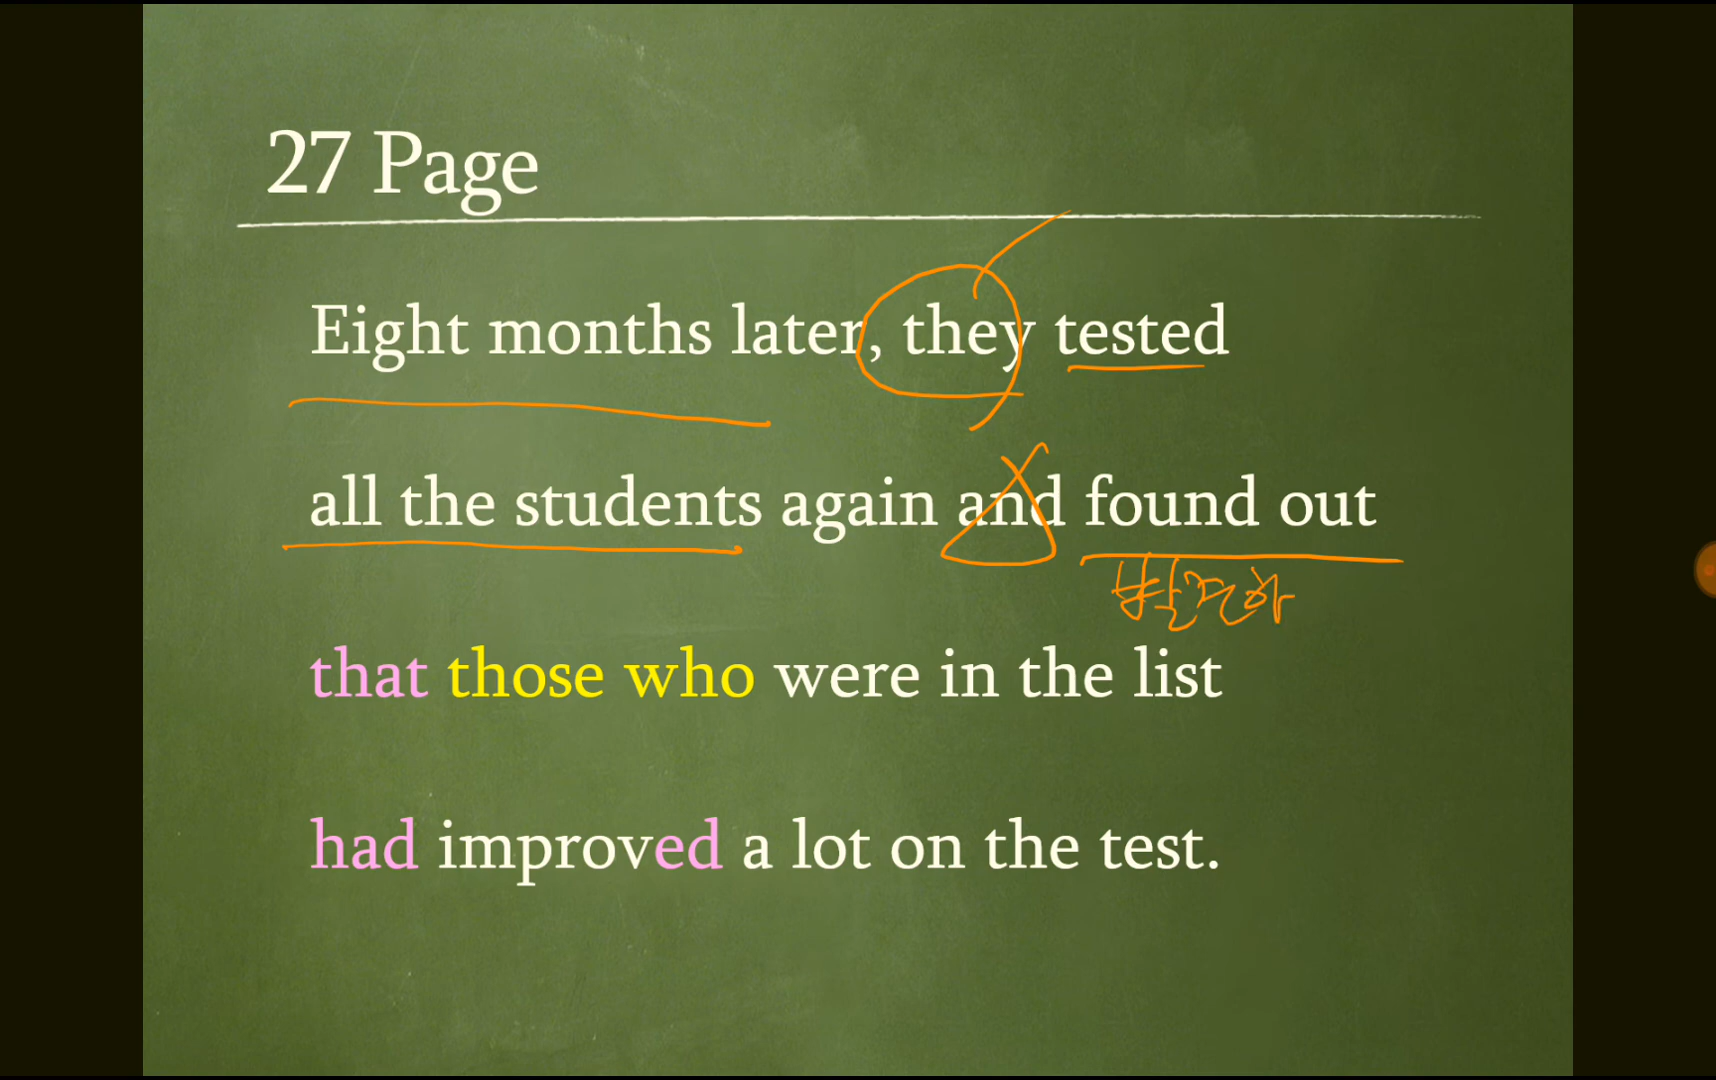 27 Page
Eight months later, they tested
all the students again and found out
발견하
that those who were in the list
had improved a lot on the test.